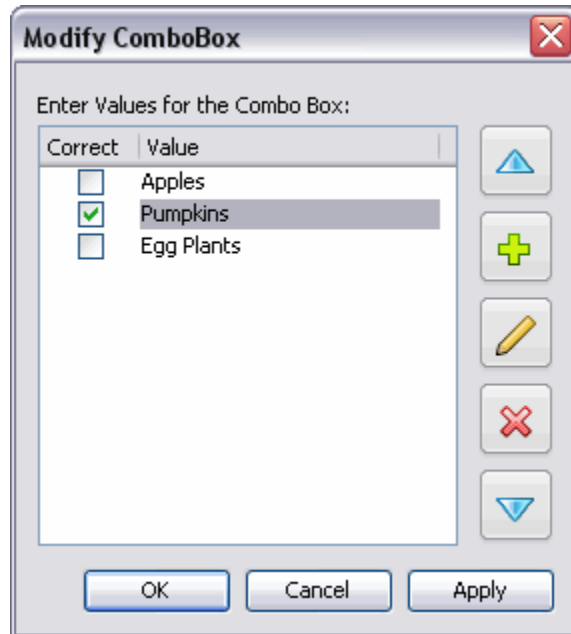 Modify ComboBox
Enter Values for the Combo Box:
Correct Value
Apples
Pumpkins
Egg Plants
OK Cancel Apply